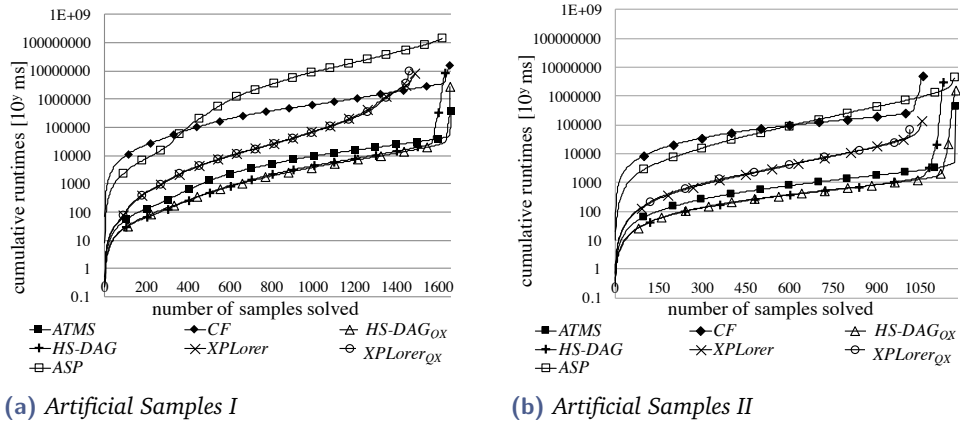 1E+09
100000000
10000000
1000000
100000
10000
1000
100
10
1
0.1
cumulative runtimes [10^y ms]
0 200 400 600 800 1000 1200 1400 1600
number of samples solved
ATMS CF HS-DAG_QX
HS-DAG XPLorer XPLorer_QX
ASP
(a) Artificial Samples I
1E+09
100000000
10000000
1000000
100000
10000
1000
100
10
1
0.1
cumulative runtimes [10^y ms]
0 150 300 450 600 750 900 1050
number of samples solved
ATMS CF HS-DAG_QX
HS-DAG XPLorer XPLorer_QX
ASP
(b) Artificial Samples II